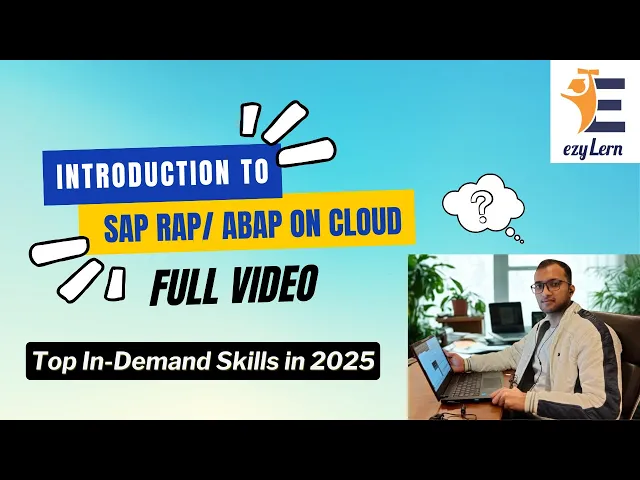 INTRODUCTION TO
SAP RAP/ ABAP ON CLOUD
FULL VIDEO
Top In-Demand Skills in 2025
?
E
ezyLern